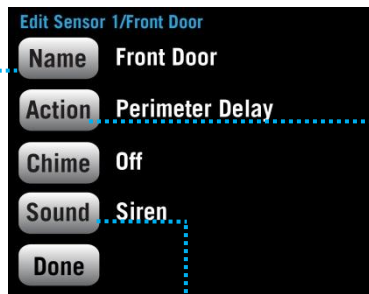 Edit Sensor 1/Front Door
Name Front Door
Action Perimeter Delay
Chime Off
Sound Siren
Done